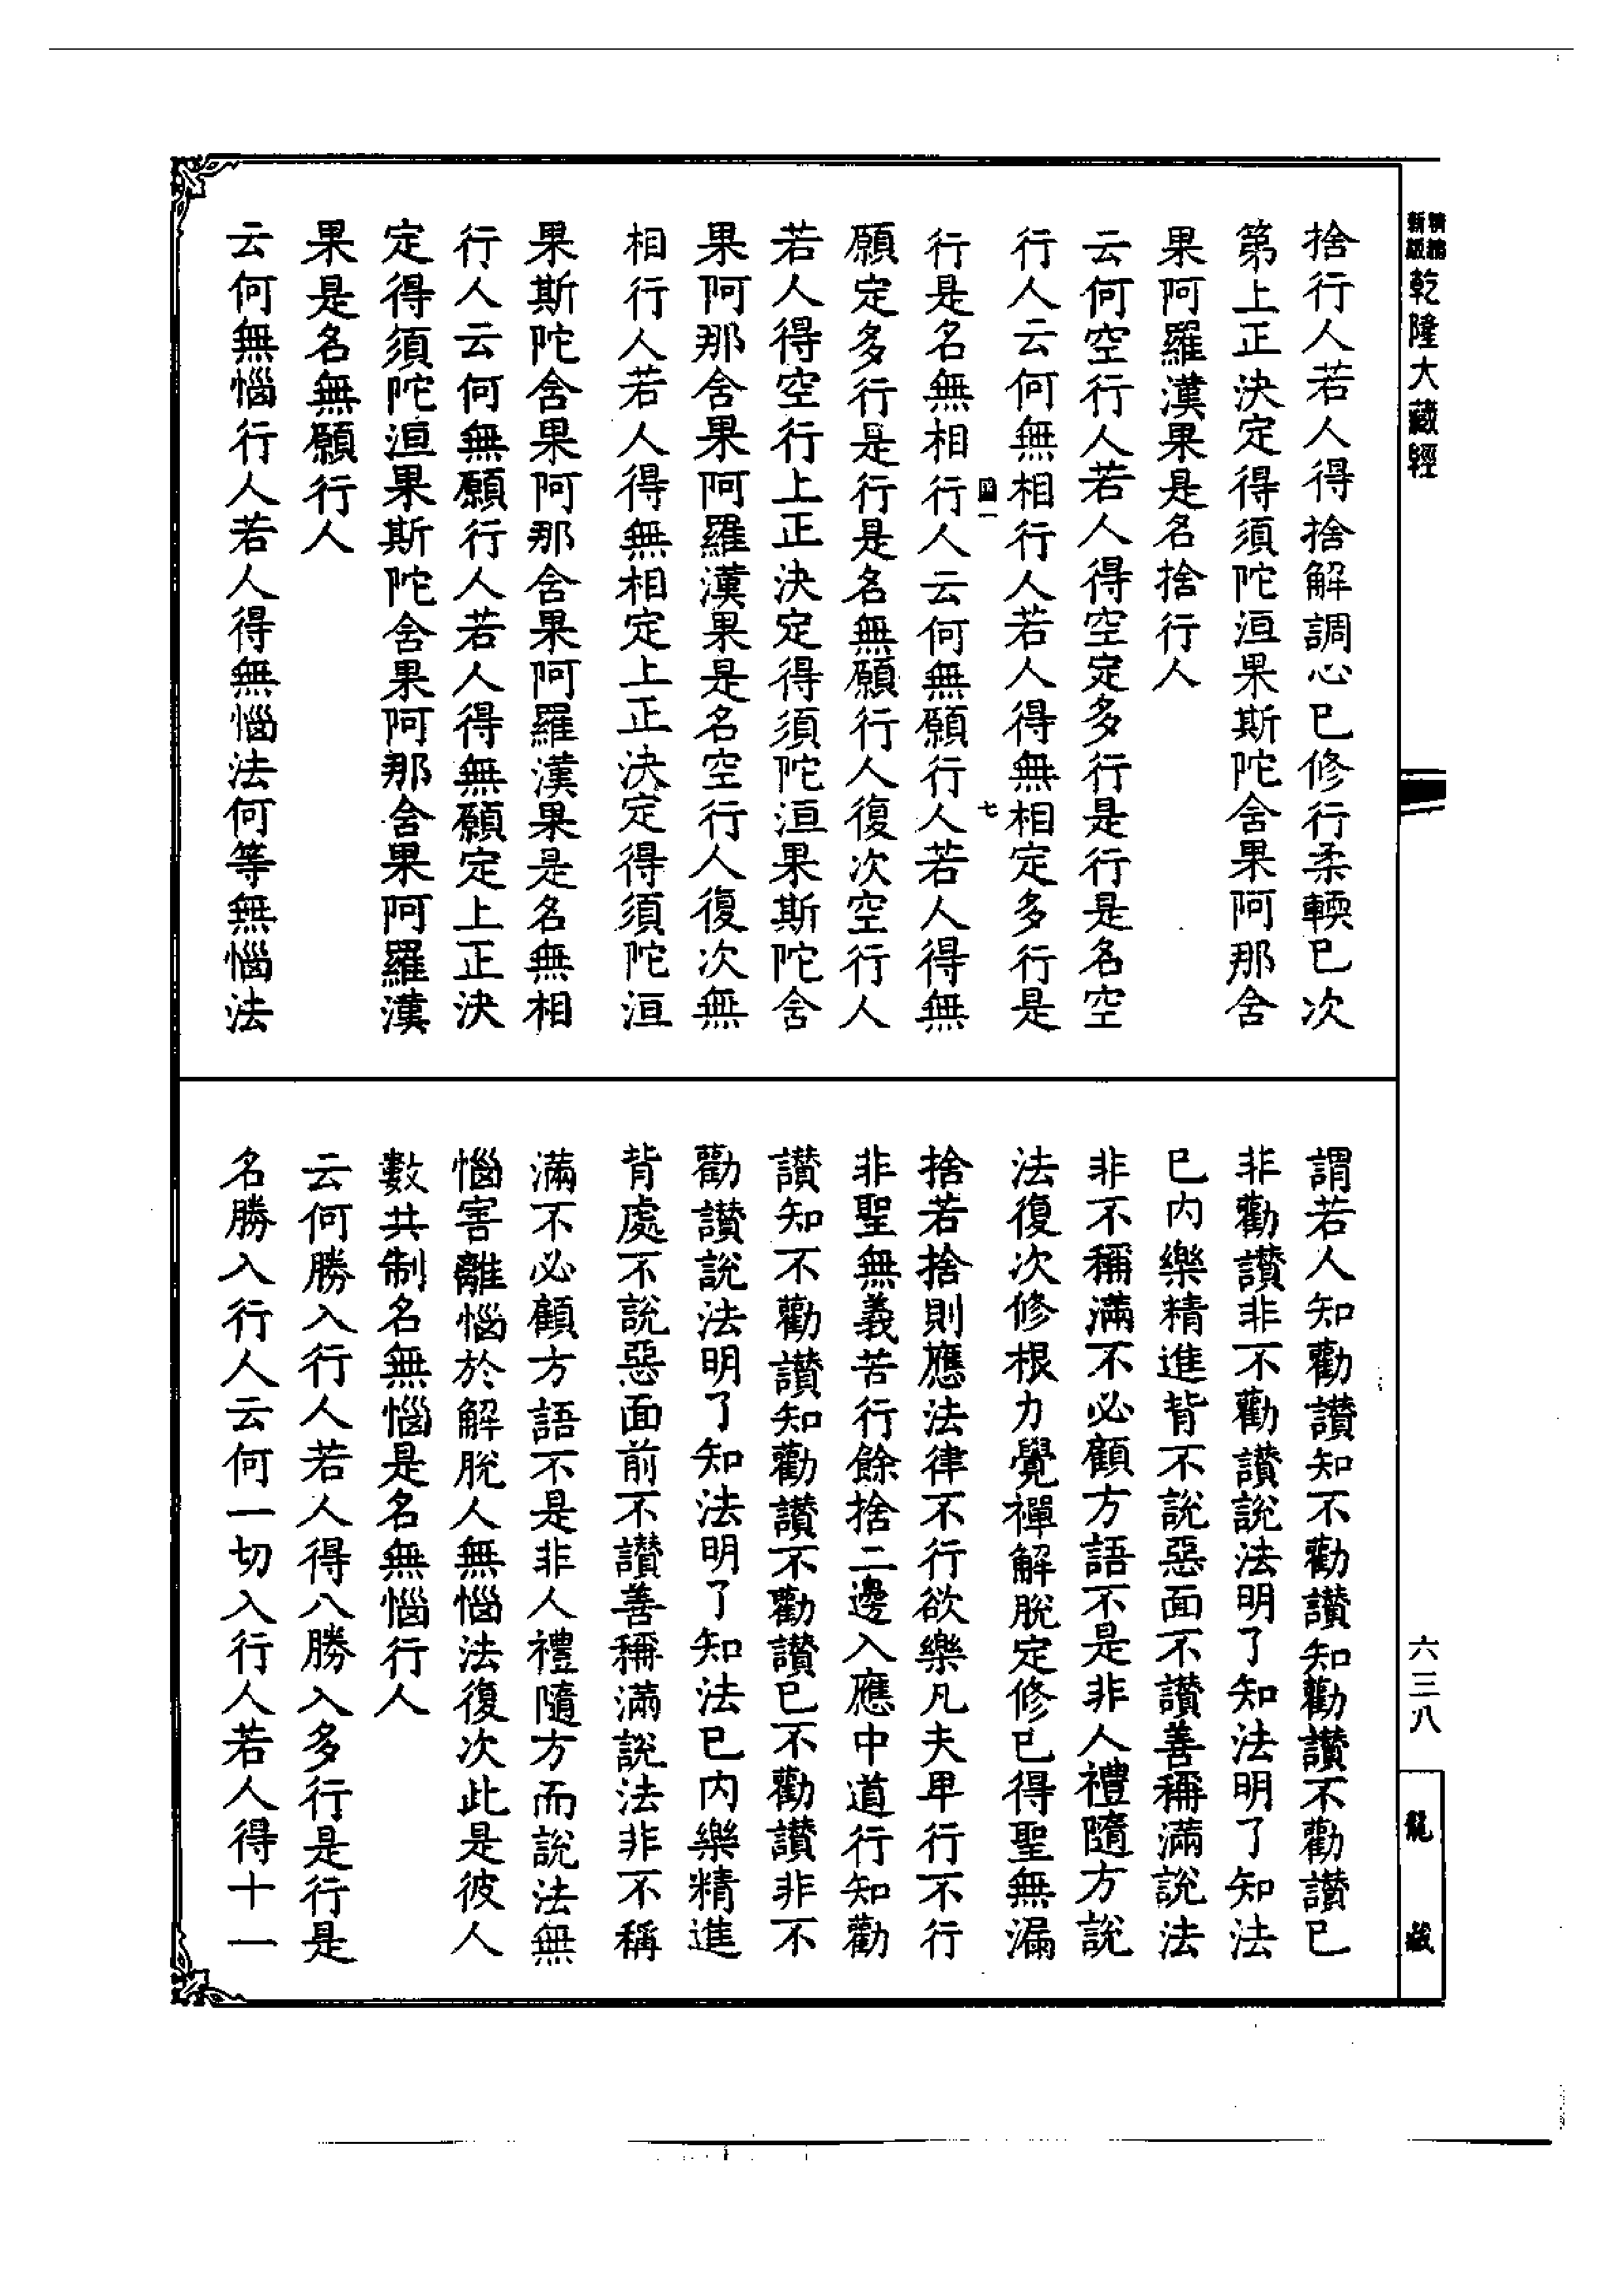 新編
縮版
乾隆大藏經
捨行人若人得捨解調心已修行柔輭已次
第上正決定得須陀洹果斯陀舍果阿那舍
果阿羅漢果是名捨行人
云何空行人若人得空定多行是行是名空
行人云何無相行人若人得無相定多行是
七
行是名無相行人云何無願行人若人得無
願定多行是行是名無願行人復次空行人
若人得空行上正決定得須陀洹果斯陀舍
果阿那舍果阿羅漢果是名空行人復次無
相行人若人得無相定上正決定得須陀洹
果斯陀舍果阿那舍果阿羅漢果是名無相
行人云何無願行人若人得無願定上正決
定得須陀洹果斯陀舍果阿那舍果阿羅漢
果是名無願行人
云何無惱行人若人得無惱法何等無惱法
謂若人知勸讃知不勸讃知勸讃不勸讃已
非勸讃非不勸讃說法明了知法明了知法
已內樂精進背不說惡面不讃善稱滿說法
非不稱滿不必顧方語不是非人禮隨方說
法復次修根力覺禪解脫定修已得聖無漏
捨若捨則應法律不行欲樂凡夫卑行不行
非聖無義苦行餘捨二邊入應中道行知勸
讃知不勸讃知勸讃不勸讃已不勸讃非不
勸讃說法明了知法明了知法已內樂精進
背處不說惡面前不讃善稱滿說法非不稱
滿不必顧方語不是非人禮隨方而說法無
惱害離惱於解脫人無惱法復次此是彼人
數共制名無惱是名無惱行人
云何勝入行人若人得八勝入多行是行是
名勝入行人云何一切入行人若人得十一
六三八
龍藏